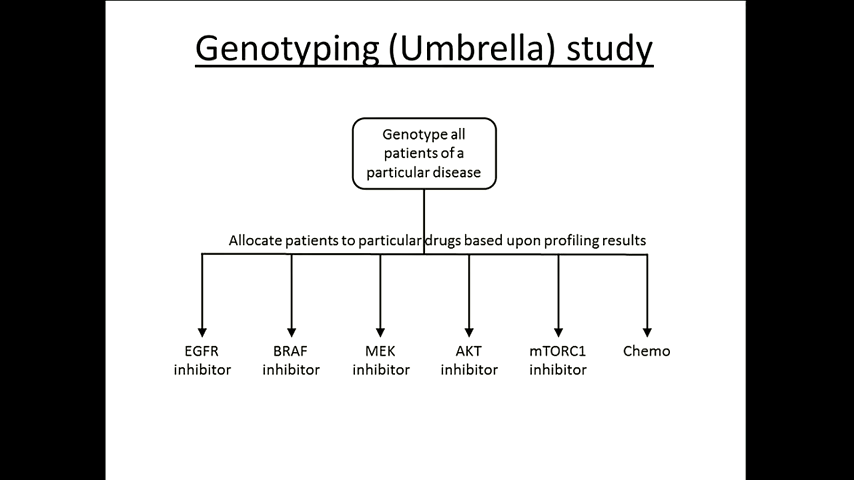 Genotyping (Umbrella) study
Genotype all
patients of a
particular disease
Allocate patients to particular drugs based upon profiling results
EGFR
inhibitor
BRAF
inhibitor
MEK
inhibitor
AKT
inhibitor
mTORC1
inhibitor
Chemo